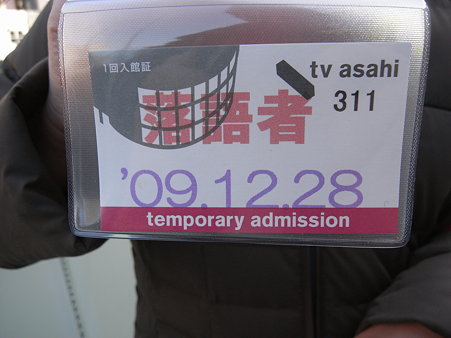 1回入館証
tv asahi
311
落語者
'09.12.28
temporary admission